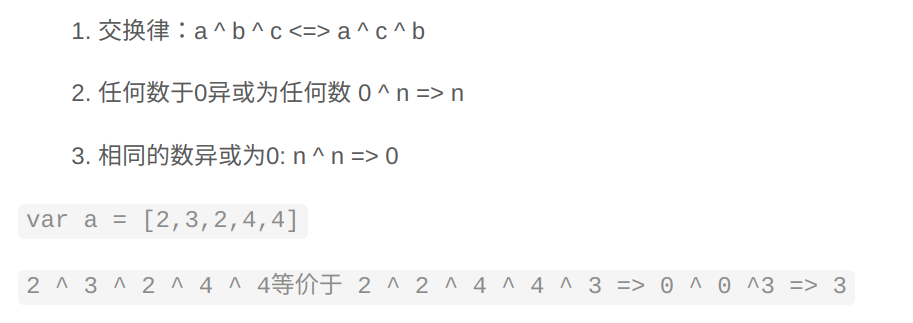 1. 交换律：a ^ b ^ c <=> a ^ c ^ b
2. 任何数于0异或为任何数 0 ^ n => n
3. 相同的数异或为0: n ^ n => 0
var a = [2,3,2,4,4]
2 ^ 3 ^ 2 ^ 4 ^ 4等价于 2 ^ 2 ^ 4 ^ 4 ^ 3 => 0 ^ 0 ^3 => 3